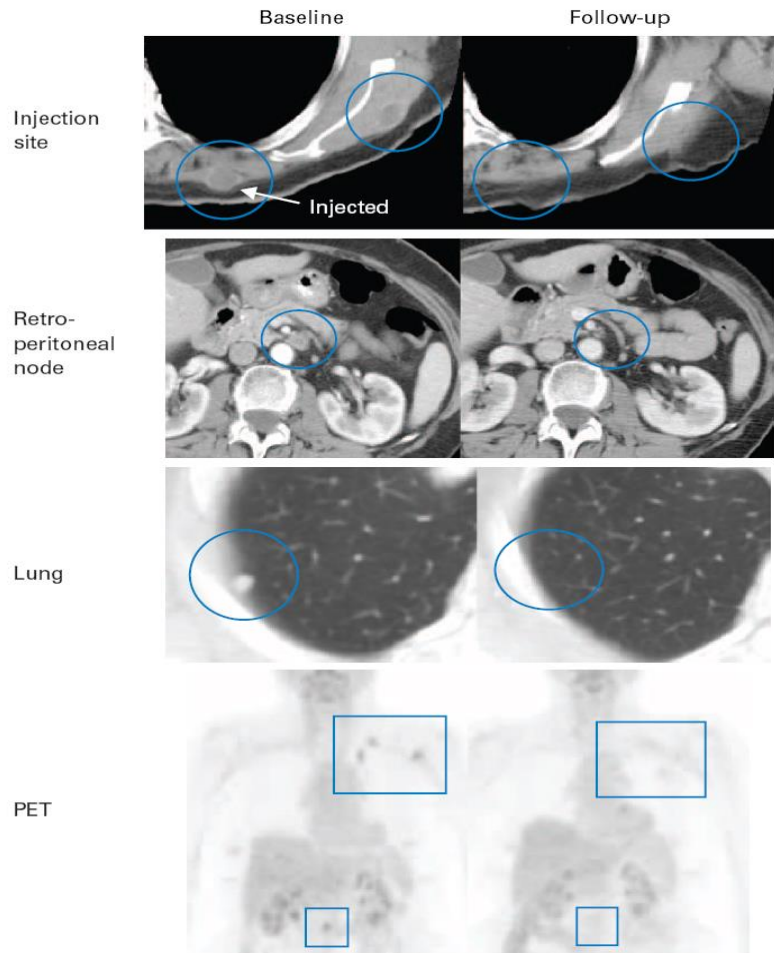 Baseline
Follow-up
Injection
site
Injected
Retro-
peritoneal
node
Lung
PET